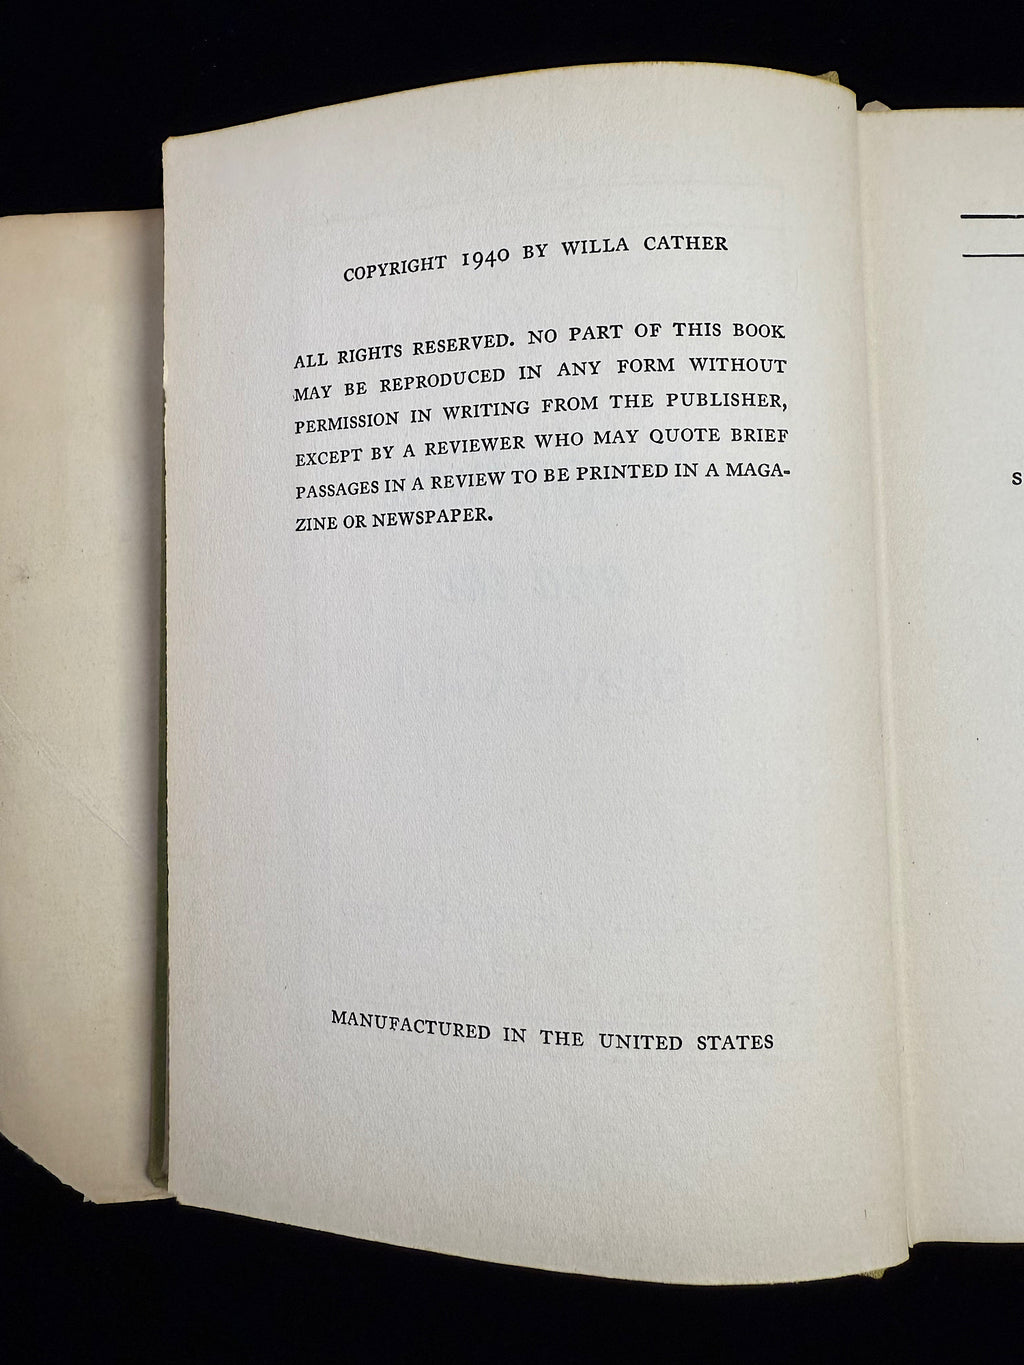 COPYRIGHT 1940 BY WILLA CATHER
ALL RIGHTS RESERVED. NO PART OF THIS BOOK
MAY BE REPRODUCED IN ANY FORM WITHOUT
PERMISSION IN WRITING FROM THE PUBLISHER,
EXCEPT BY A REVIEWER WHO MAY QUOTE BRIEF
PASSAGES IN A REVIEW TO BE PRINTED IN A MAGA-
ZINE OR NEWSPAPER.
MANUFACTURED IN THE UNITED STATES
S